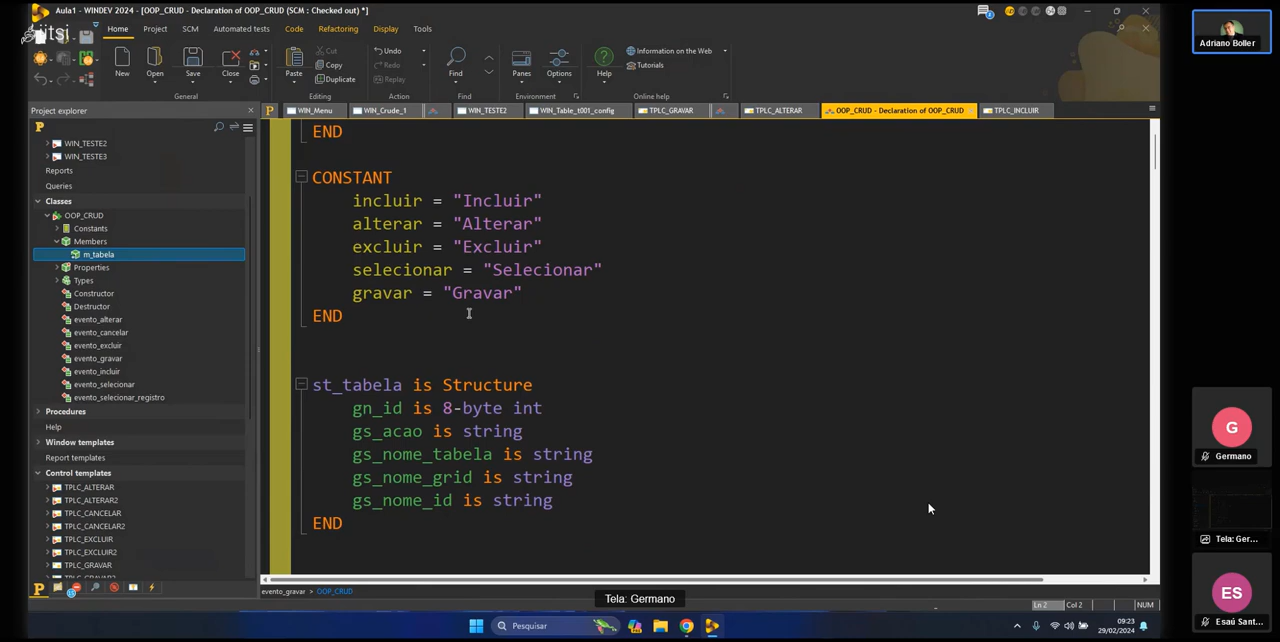 Aula1 - WINDEV 2024 - [OOP_CRUD - Declaration of OOP_CRUD (SCM : Checked out) *]
jitsi
Home Project SCM Automated tests Code Refactoring Display Tools
New Open Save Close
General
Paste
Cut
Copy
Duplicate
Editing
Undo
Redo
Replay
Action
Find
Find
Panes Options
Environment
Help
Information on the Web
Tutorials
Online help
Project explorer
WIN_Menu WIN_Crude_1 WIN_TESTE2 WIN_Table_t001_config TPLC_GRAVAR TPLC_ALTERAR OOP_CRUD - Declaration of OOP_CRUD TPLC_INCLUIR
WIN_TESTE2
WIN_TESTE3
Reports
Queries
Classes
OOP_CRUD
Constants
Members
m_tabela
Properties
Types
Constructor
Destructor
evento_alterar
evento_cancelar
evento_excluir
evento_gravar
evento_incluir
evento_selecionar
evento_selecionar_registro
Procedures
Help
Window templates
Report templates
Control templates
TPLC_ALTERAR
TPLC_ALTERAR2
TPLC_CANCELAR
TPLC_CANCELAR2
TPLC_EXCLUIR
TPLC_EXCLUIR2
TPLC_GRAVAR
END
CONSTANT
incluir = "Incluir"
alterar = "Alterar"
excluir = "Excluir"
selecionar = "Selecionar"
gravar = "Gravar"
END
st_tabela is Structure
gn_id is 8-byte int
gs_acao is string
gs_nome_tabela is string
gs_nome_grid is string
gs_nome_id is string
END
evento_gravar > OOP_CRUD
Tela: Germano
Ln 2 Col 2 NUM
Pesquisar
09:23
29/02/2024
Adriano Boller
G
Germano
Tela: Ger...
ES
Esaú Sant...